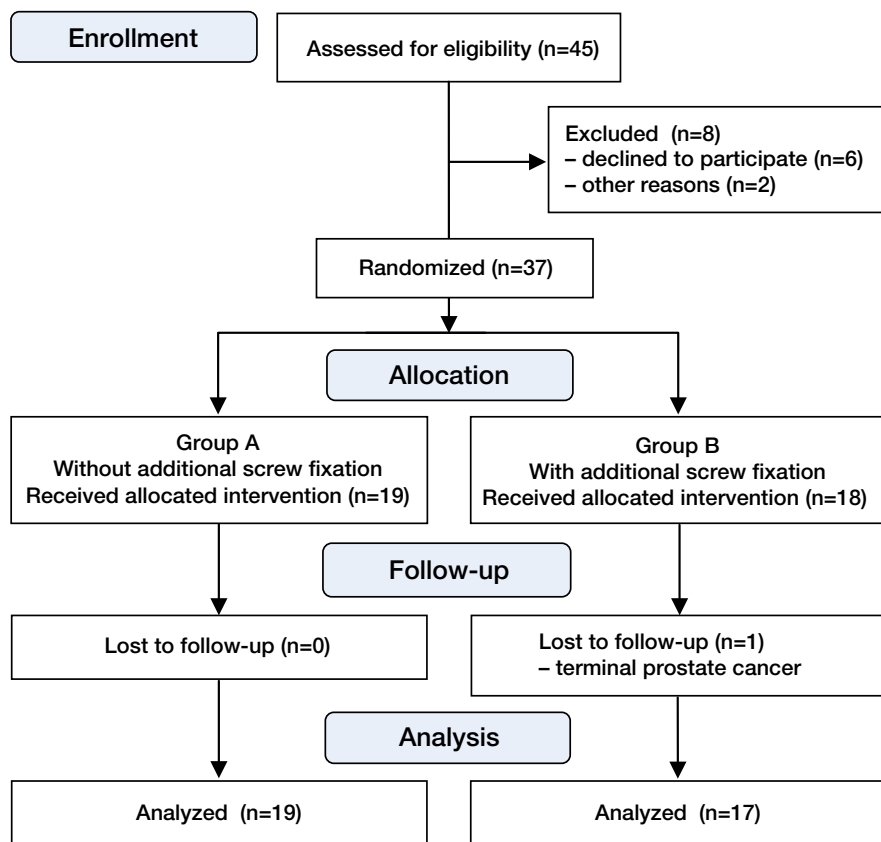 Enrollment
Assessed for eligibility (n=45)
Excluded (n=8)
– declined to participate (n=6)
– other reasons (n=2)
Randomized (n=37)
Allocation
Group A
Without additional screw fixation
Received allocated intervention (n=19)
Group B
With additional screw fixation
Received allocated intervention (n=18)
Follow-up
Lost to follow-up (n=0)
Lost to follow-up (n=1)
– terminal prostate cancer
Analysis
Analyzed (n=19)
Analyzed (n=17)